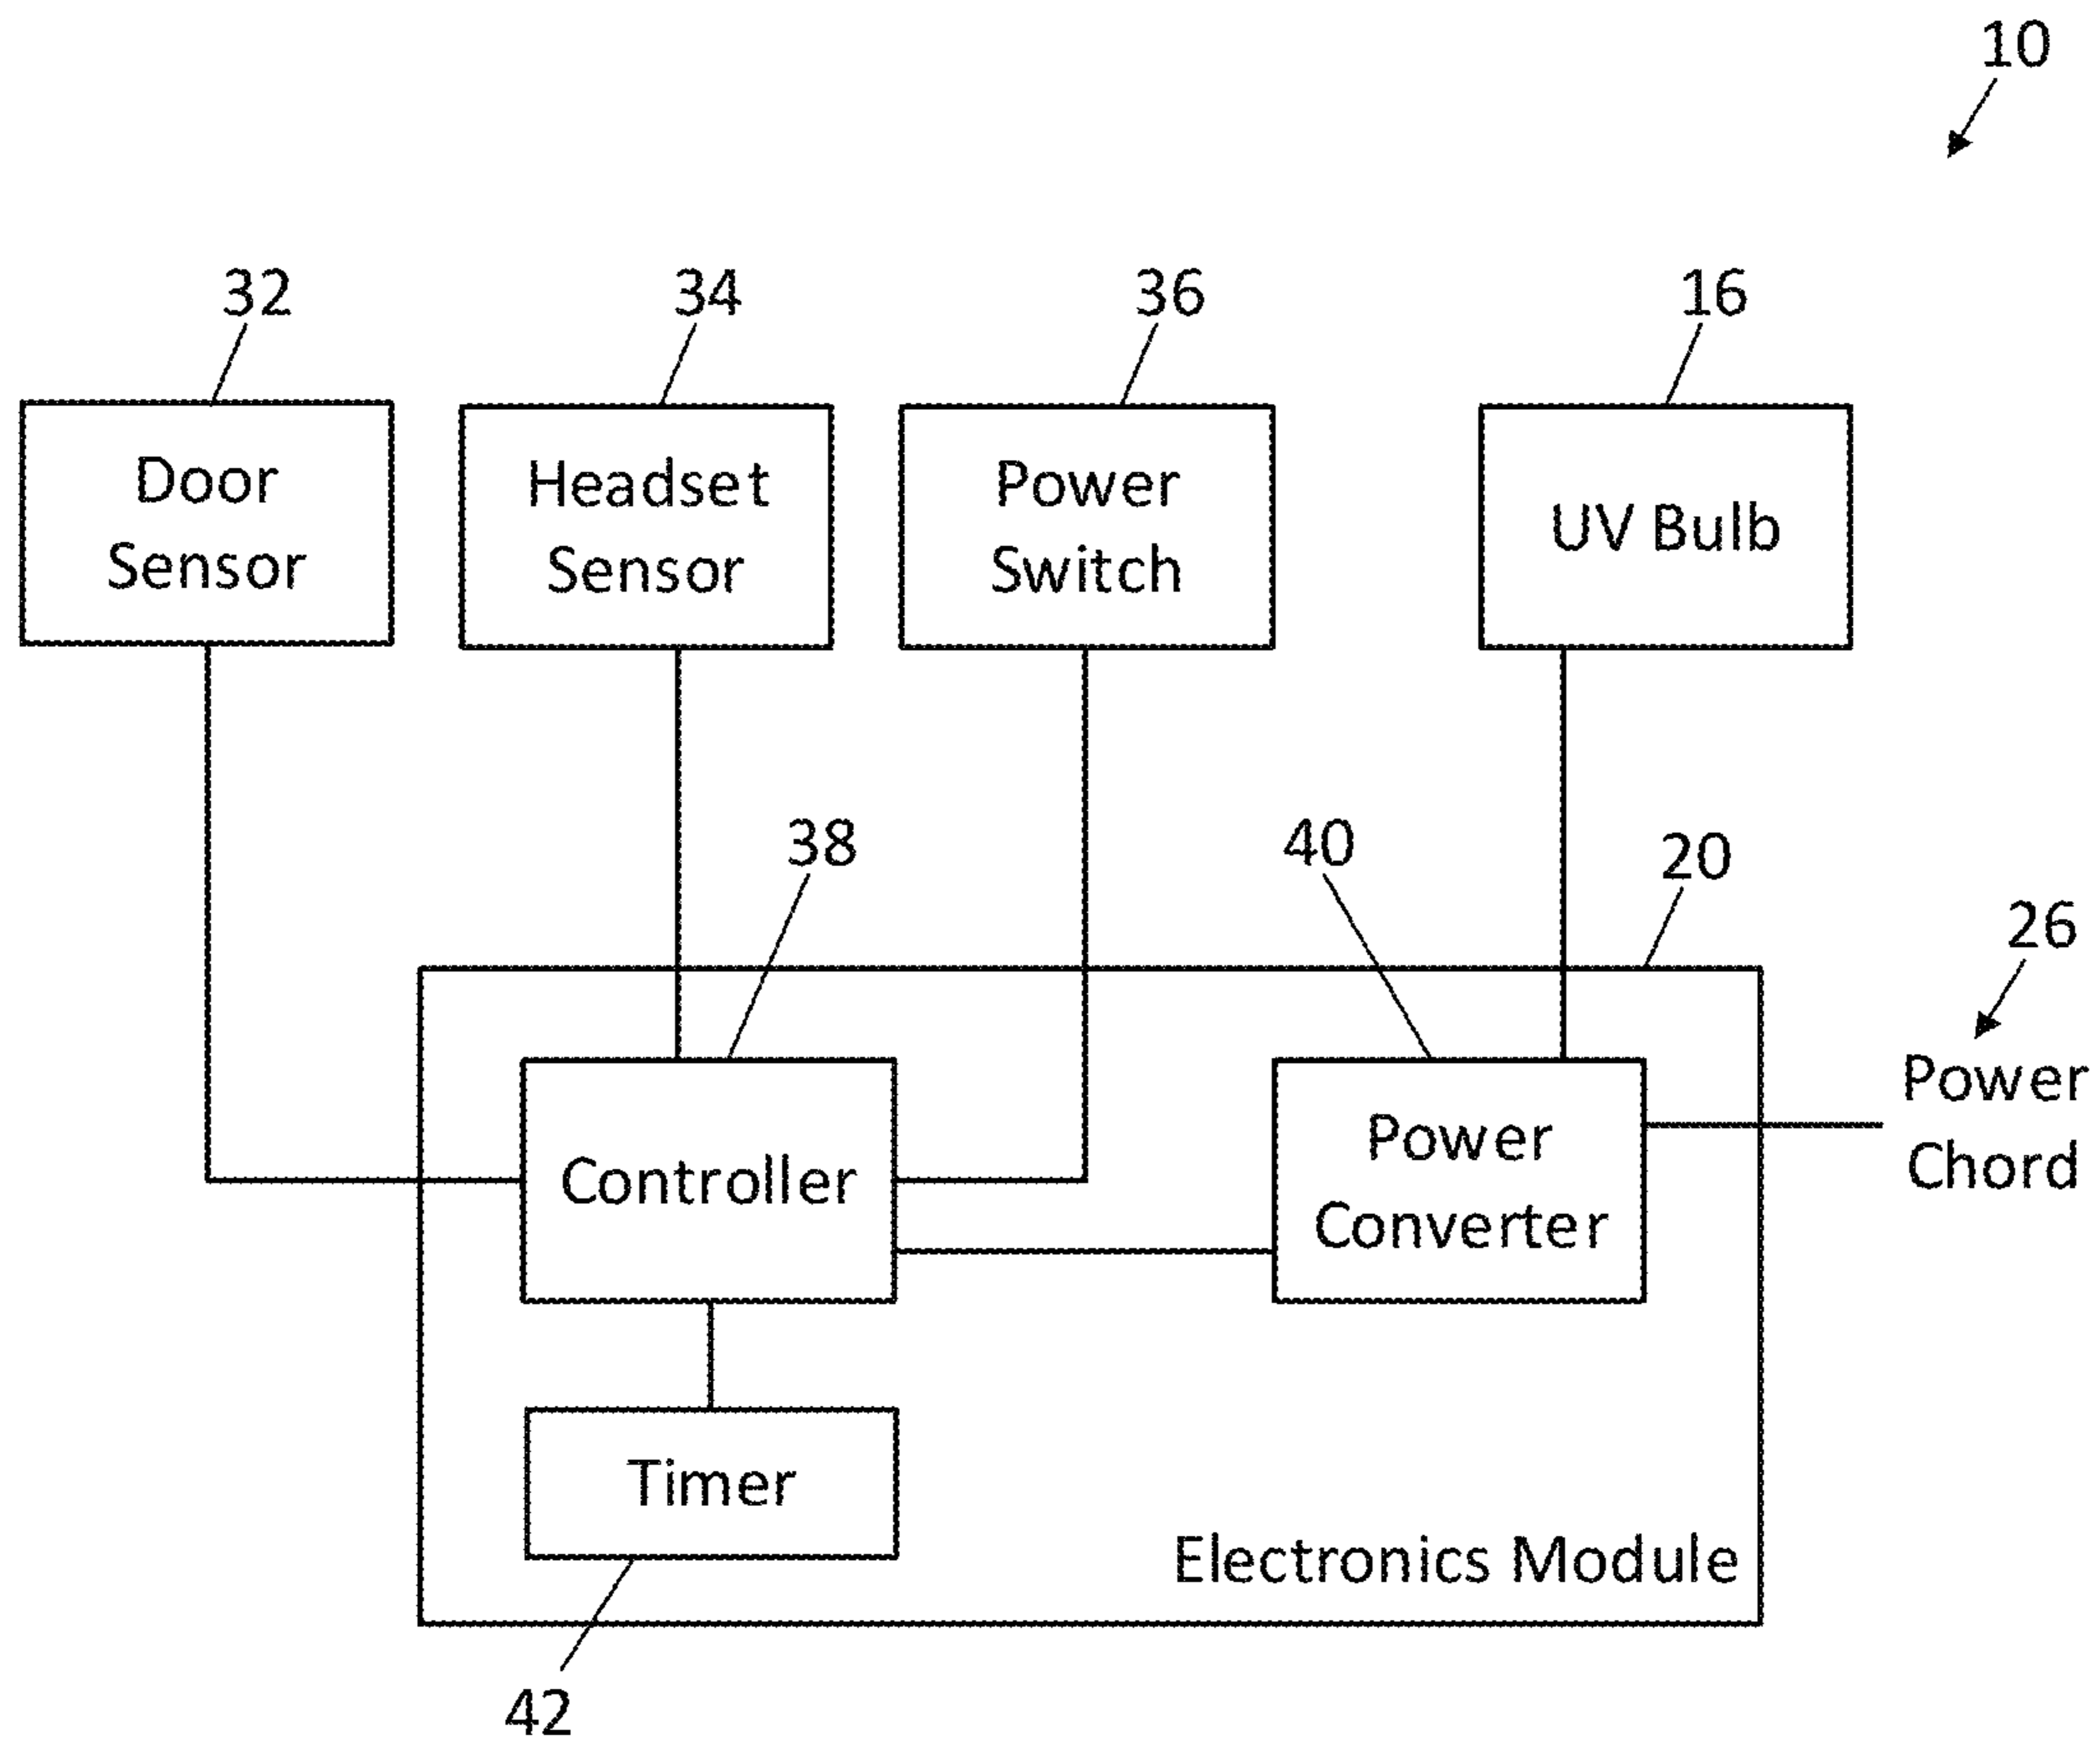 10
32
34
36
16
Door
Sensor
Headset
Sensor
Power
Switch
UV Bulb
38
40
20
26
Power
Chord
Controller
Power
Converter
Timer
Electronics Module
42